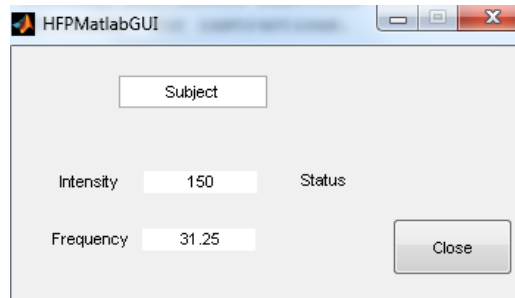 HFPMatlabGUI
Subject
Intensity 150 Status
Frequency 31.25
Close